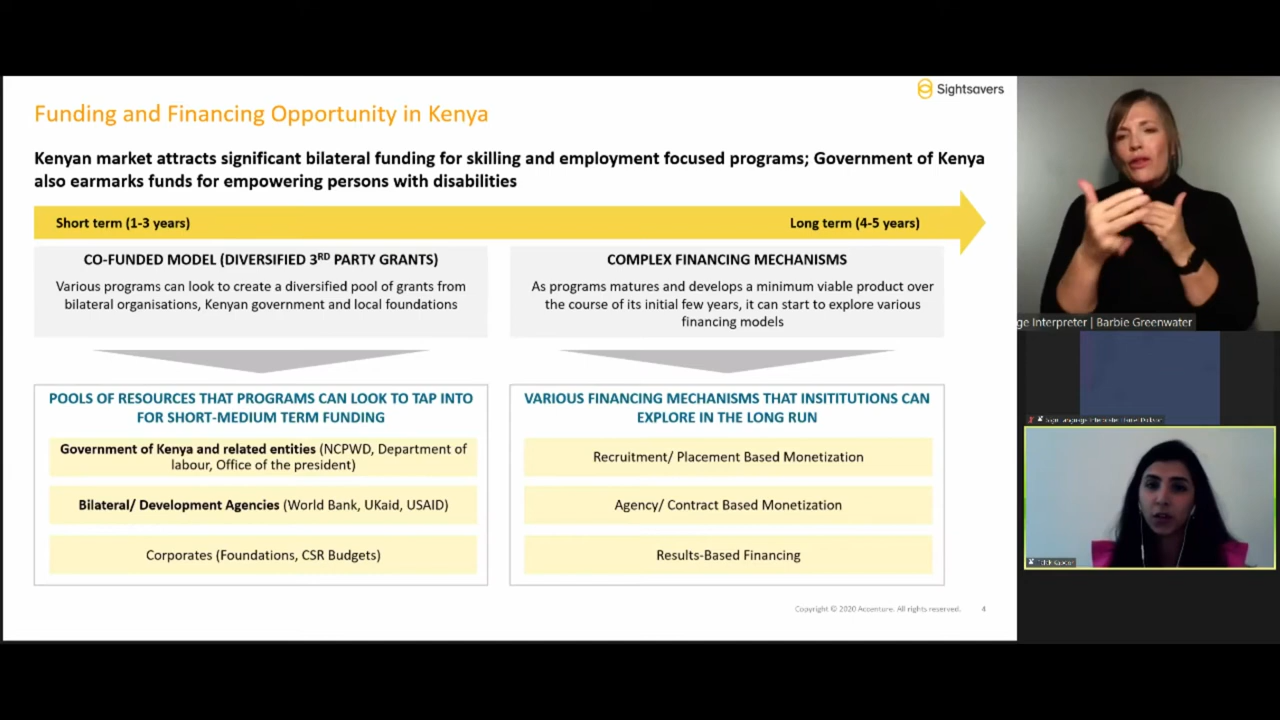 Sightsavers
Funding and Financing Opportunity in Kenya
Kenyan market attracts significant bilateral funding for skilling and employment focused programs; Government of Kenya
also earmarks funds for empowering persons with disabilities
Short term (1-3 years)
Long term (4-5 years)
CO-FUNDED MODEL (DIVERSIFIED 3RD PARTY GRANTS)
Various programs can look to create a diversified pool of grants from
bilateral organisations, Kenyan government and local foundations
COMPLEX FINANCING MECHANISMS
As programs matures and develops a minimum viable product over
the course of its initial few years, it can start to explore various
financing models
POOLS OF RESOURCES THAT PROGRAMS CAN LOOK TO TAP INTO
FOR SHORT-MEDIUM TERM FUNDING
Government of Kenya and related entities (NCPWD, Department of
labour, Office of the president)
Bilateral/ Development Agencies (World Bank, UKaid, USAID)
Corporates (Foundations, CSR Budgets)
VARIOUS FINANCING MECHANISMS THAT INSITITUTIONS CAN
EXPLORE IN THE LONG RUN
Recruitment/ Placement Based Monetization
Agency/ Contract Based Monetization
Results-Based Financing
Copyright © 2020 Accenture. All rights reserved. 4
ge Interpreter | Barbie Greenwater
Sign Language Interpreter